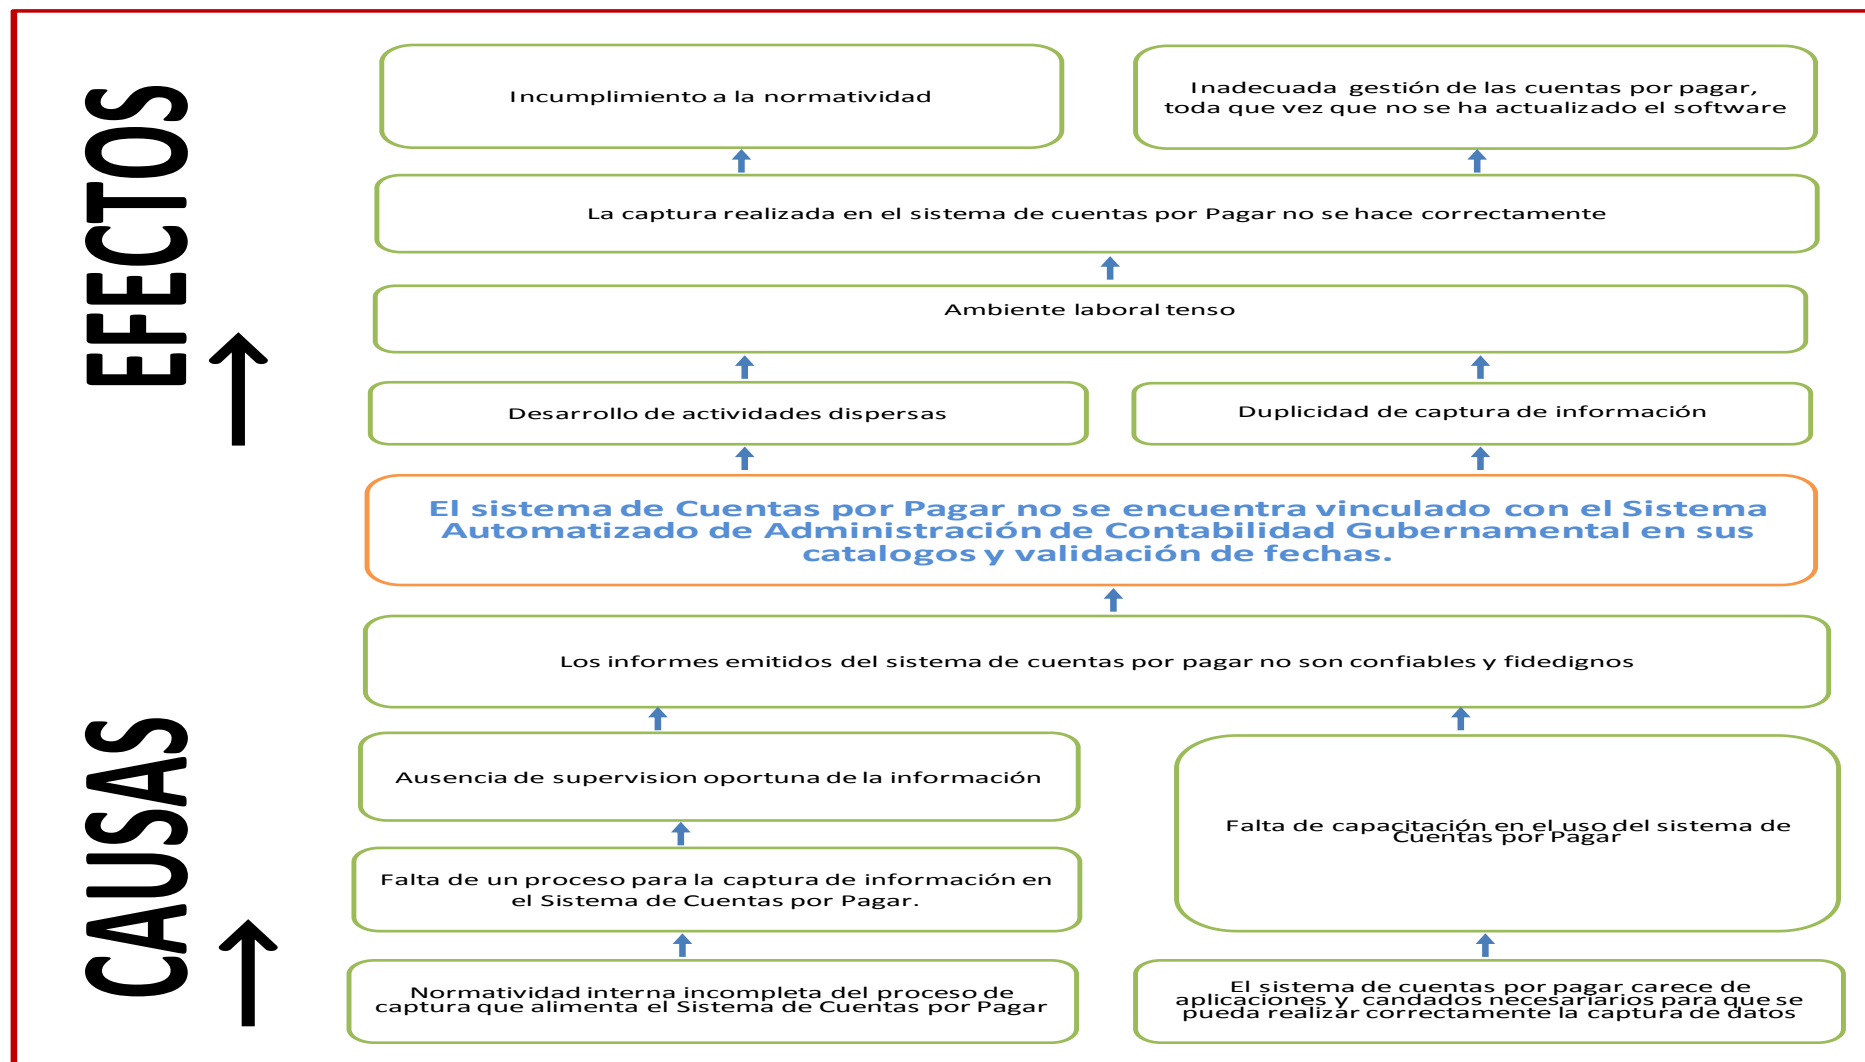 EFECTOS
Incumplimiento a la normatividad
Inadecuada gestión de las cuentas por pagar,
toda que vez que no se ha actualizado el software
La captura realizada en el sistema de cuentas por Pagar no se hace correctamente
Ambiente laboral tenso
Desarrollo de actividades dispersas
Duplicidad de captura de información
El sistema de Cuentas por Pagar no se encuentra vinculado con el Sistema
Automatizado de Administración de Contabilidad Gubernamental en sus
catalogos y validación de fechas.
CAUSAS
Los informes emitidos del sistema de cuentas por pagar no son confiables y fidedignos
Ausencia de supervision oportuna de la información
Falta de capacitación en el uso del sistema de
Cuentas por Pagar
Falta de un proceso para la captura de información en
el Sistema de Cuentas por Pagar.
Normatividad interna incompleta del proceso de
captura que alimenta el Sistema de Cuentas por Pagar
El sistema de cuentas por pagar carece de
aplicaciones y candados necesariarios para que se
pueda realizar correctamente la captura de datos